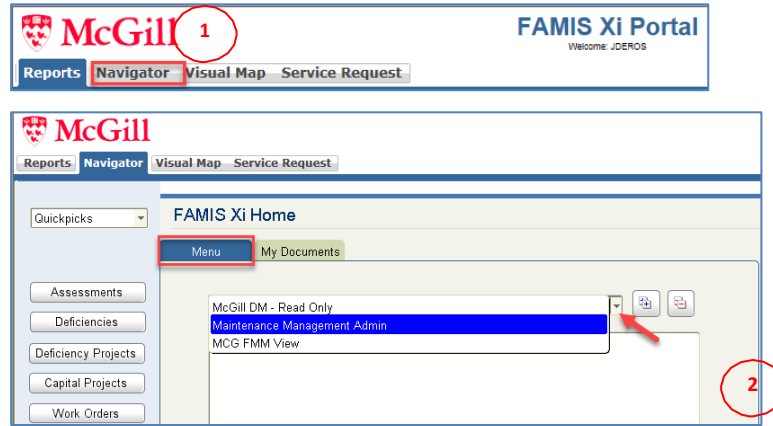 McGill
1
FAMIS Xi Portal
Welcome: JDEROS
Reports Navigator Visual Map Service Request
McGill
Reports Navigator Visual Map Service Request
Quickpicks
FAMIS Xi Home
Menu My Documents
Assessments
McGill DM - Read Only
Deficiencies
Maintenance Management Admin
MCG FMM View
Deficiency Projects
Capital Projects
Work Orders
2